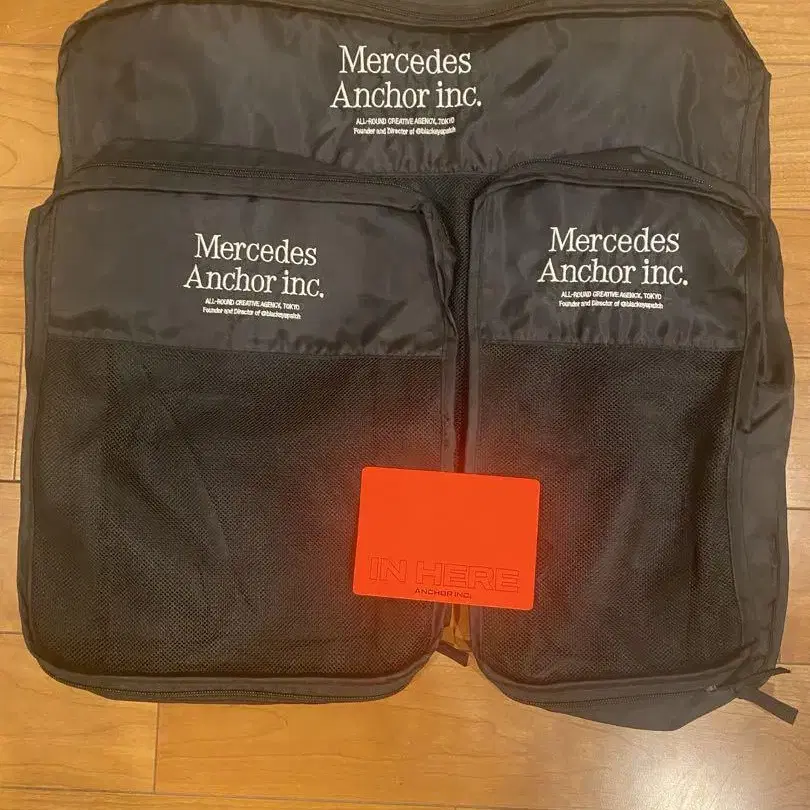 Mercedes
Anchor inc.
ALL-ROUND CREATIVE AGENCY, TOKYO
Founder and Director of @blackeyepatch
Mercedes
Anchor inc.
ALL-ROUND CREATIVE AGENCY, TOKYO
Founder and Director of @blackeyepatch
Mercedes
Anchor inc.
ALL-ROUND CREATIVE AGENCY, TOKYO
Founder and Director of @blackeyepatch
IN HERE
ANCHOR INC.